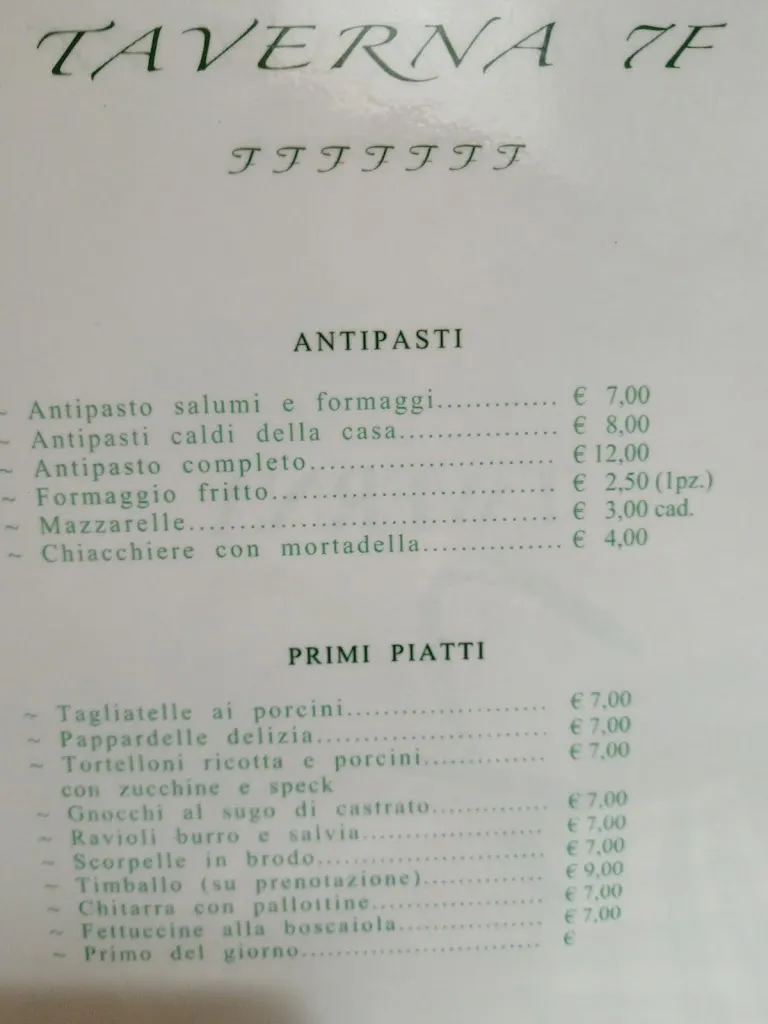 TAVERNA 7F
F F F F F F F
ANTIPASTI
~ Antipasto salumi e formaggi............. € 7,00
~ Antipasti caldi della casa................. € 8,00
~ Antipasto completo.......................... € 12,00
~ Formaggio fritto.............................. € 2,50 (1pz.)
~ Mazzarelle....................................... € 3,00 cad.
~ Chiacchiere con mortadella............... € 4,00
PRIMI PIATTI
~ Tagliatelle ai porcini...................... € 7,00
~ Pappardelle delizia......................... € 7,00
~ Tortelloni ricotta e porcini............. € 7,00
con zucchine e speck
~ Gnocchi al sugo di castrato............ € 7,00
~ Ravioli burro e salvia.................... € 7,00
~ Scorpelle in brodo......................... € 7,00
~ Timballo (su prenotazione)............. € 9,00
~ Chitarra con pallottine................... € 7,00
~ Fettuccine alla boscaiola................ € 7,00
~ Primo del giorno........................... €